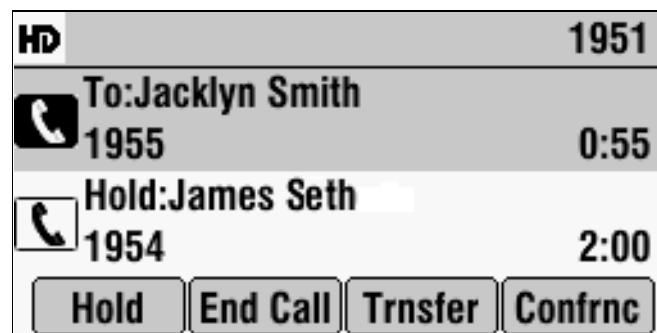 HD 1951
To:Jacklyn Smith
1955 0:55
Hold:James Seth
1954 2:00
Hold End Call Trnsfer Confrnc